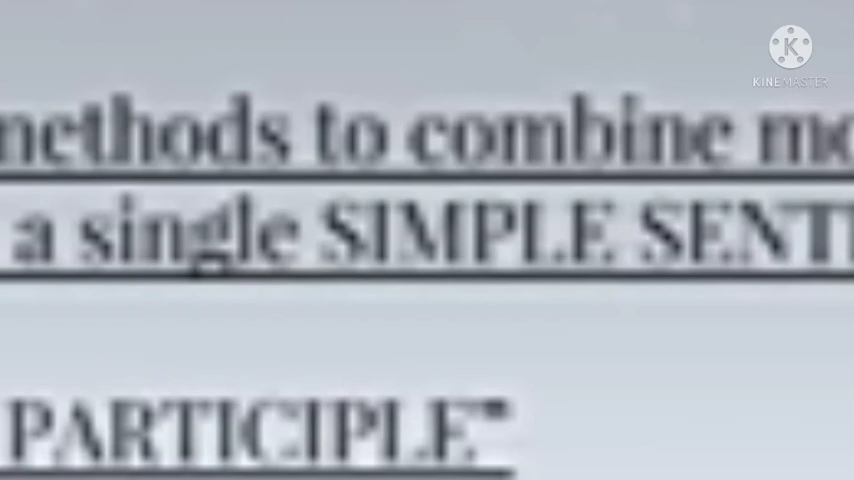 KINEMASTER
methods to combine
a single SIMPLE
PARTICIPLE"